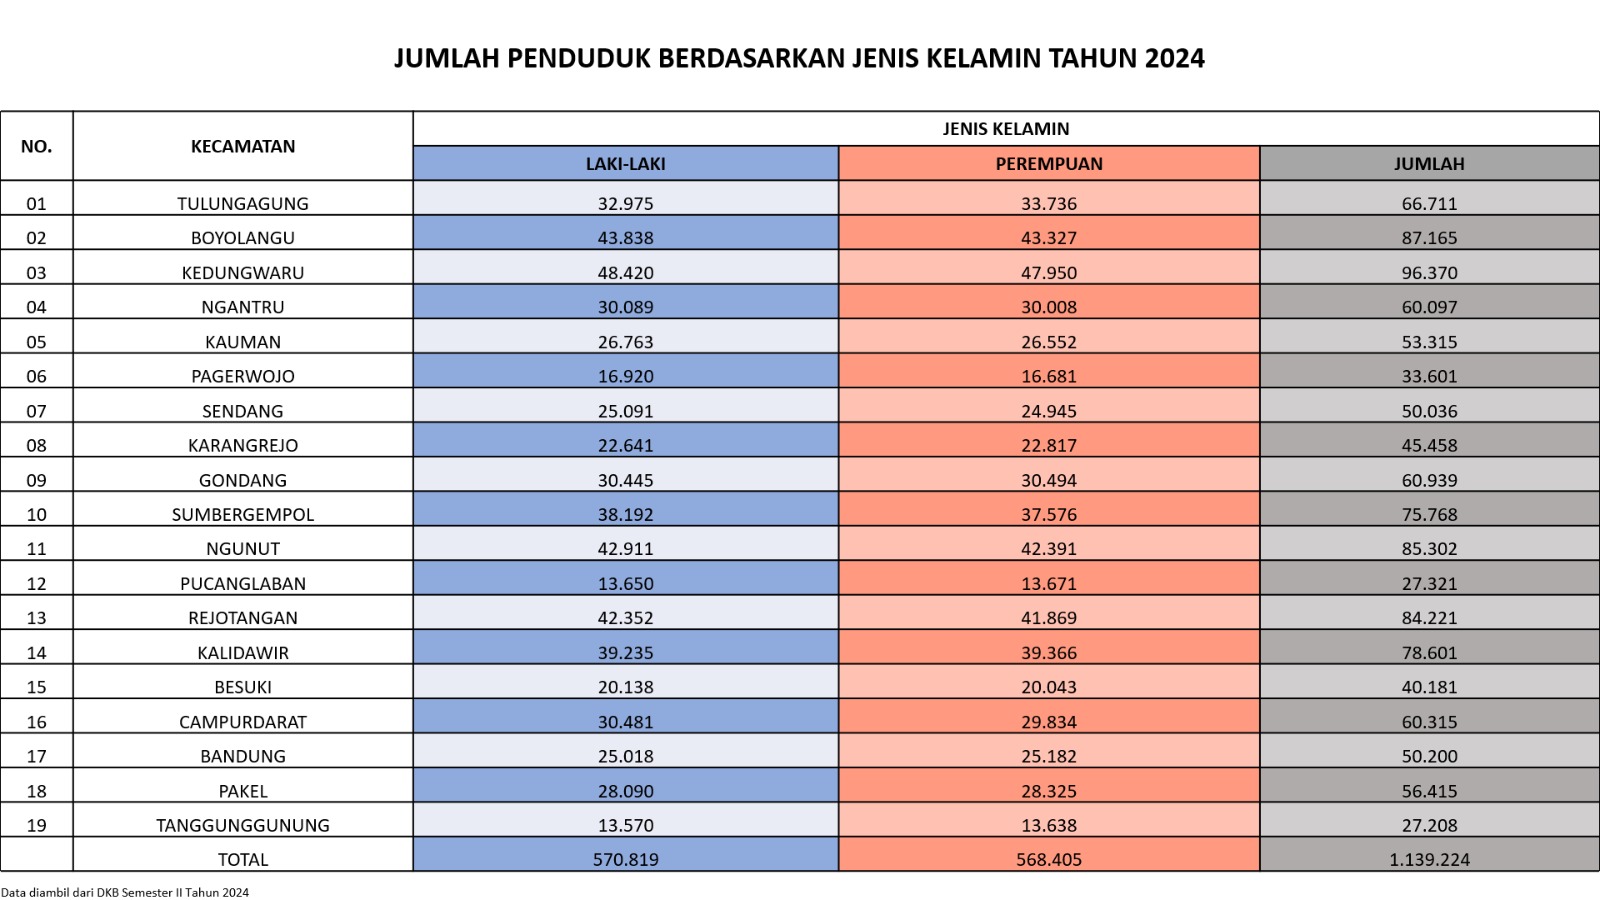 JUMLAH PENDUDUK BERDASARKAN JENIS KELAMIN TAHUN 2024
NO. KECAMATAN JENIS KELAMIN
LAKI-LAKI PEREMPUAN JUMLAH
01 TULUNGAGUNG 32.975 33.736 66.711
02 BOYOLANGU 43.838 43.327 87.165
03 KEDUNGWARU 48.420 47.950 96.370
04 NGANTRU 30.089 30.008 60.097
05 KAUMAN 26.763 26.552 53.315
06 PAGERWOJO 16.920 16.681 33.601
07 SENDANG 25.091 24.945 50.036
08 KARANGREJO 22.641 22.817 45.458
09 GONDANG 30.445 30.494 60.939
10 SUMBERGEMPOL 38.192 37.576 75.768
11 NGUNUT 42.911 42.391 85.302
12 PUCANGLABAN 13.650 13.671 27.321
13 REJOTANGAN 42.352 41.869 84.221
14 KALIDAWIR 39.235 39.366 78.601
15 BESUKI 20.138 20.043 40.181
16 CAMPURDARAT 30.481 29.834 60.315
17 BANDUNG 25.018 25.182 50.200
18 PAKEL 28.090 28.325 56.415
19 TANGGUNGGUNUNG 13.570 13.638 27.208
TOTAL 570.819 568.405 1.139.224
Data diambil dari DKB Semester II Tahun 2024